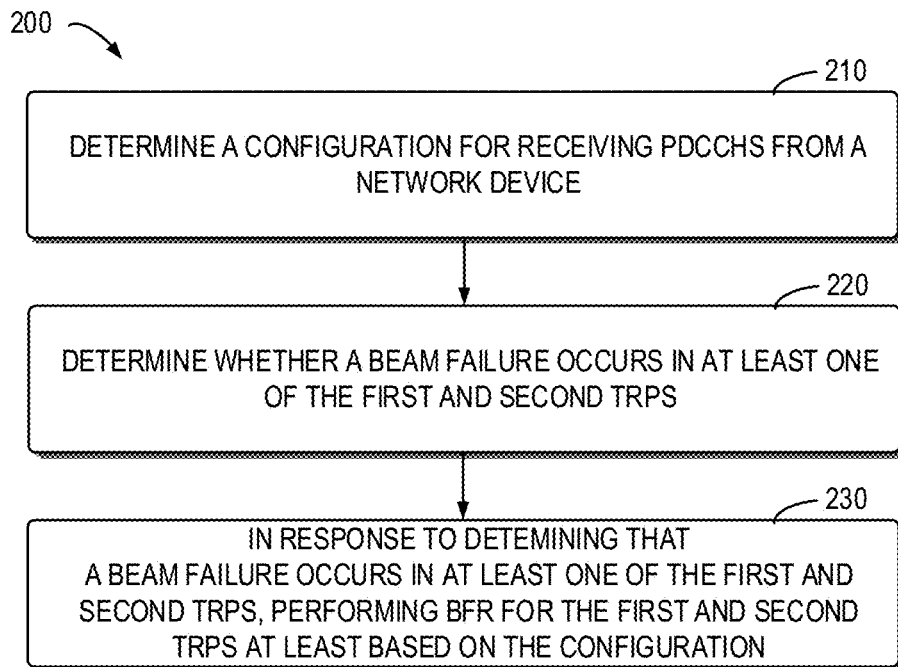 200
210
DETERMINE A CONFIGURATION FOR RECEIVING PDCCHS FROM A
NETWORK DEVICE
220
DETERMINE WHETHER A BEAM FAILURE OCCURS IN AT LEAST ONE
OF THE FIRST AND SECOND TRPS
230
IN RESPONSE TO DETEMINING THAT
A BEAM FAILURE OCCURS IN AT LEAST ONE OF THE FIRST AND
SECOND TRPS, PERFORMING BFR FOR THE FIRST AND SECOND
TRPS AT LEAST BASED ON THE CONFIGURATION